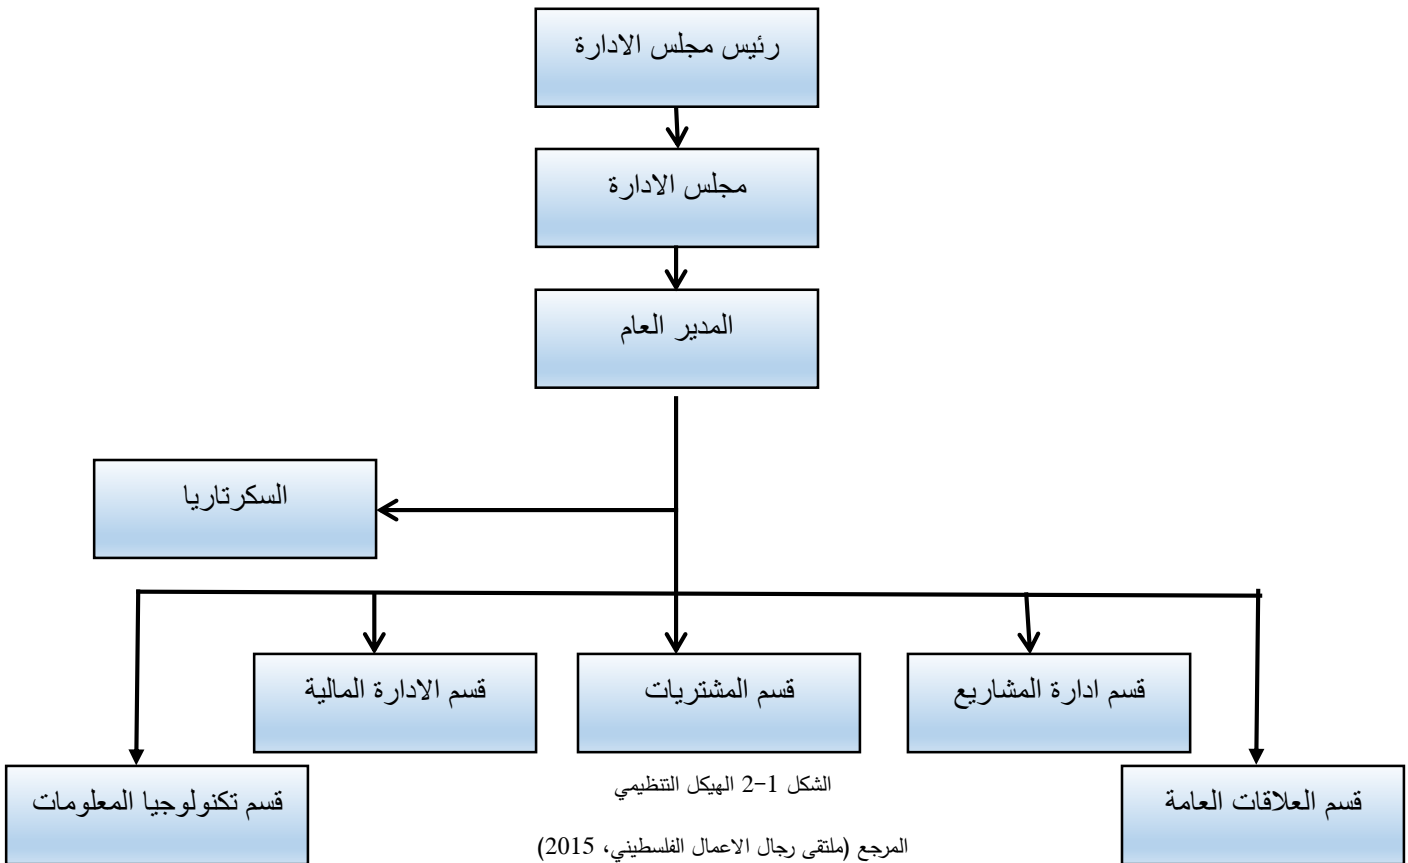 رئيس مجلس الادارة
مجلس الادارة
المدير العام
السكرتاريا
قسم ادارة المشاريع
قسم المشتريات
قسم الادارة المالية
قسم العلاقات العامة
قسم تكنولوجيا المعلومات
الشكل 1-2 الهيكل التنظيمي
المرجع (ملتقى رجال الاعمال الفلسطيني، 2015)